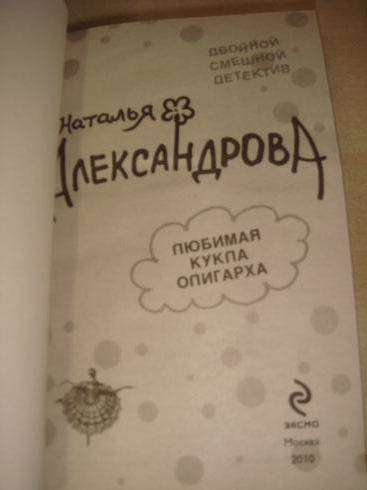 ДВОЙНОЙ
СМЕШНОЙ
ДЕТЕКТИВ
НАТАЛЬЯ
АЛЕКСАНДРОВА
ЛЮБИМАЯ
КУКЛА
ОЛИГАРХА
ЭКСМО
Москва
2010